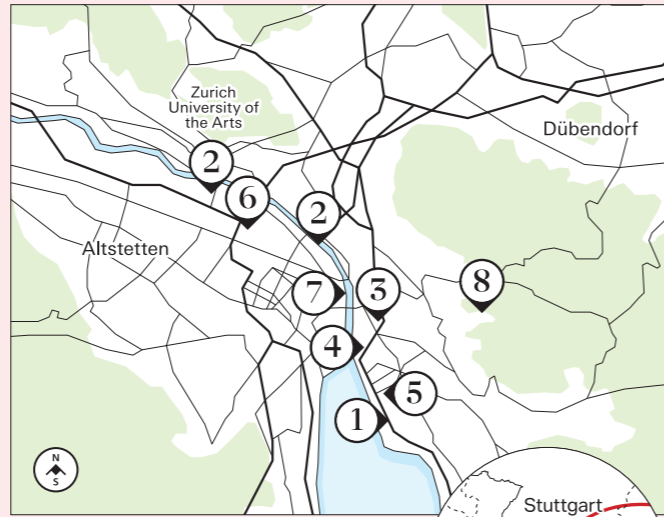 Zurich
University of
the Arts
Dübendorf
2
6
2
Altstetten
8
7
3
4
5
1
N
S
Stuttgart